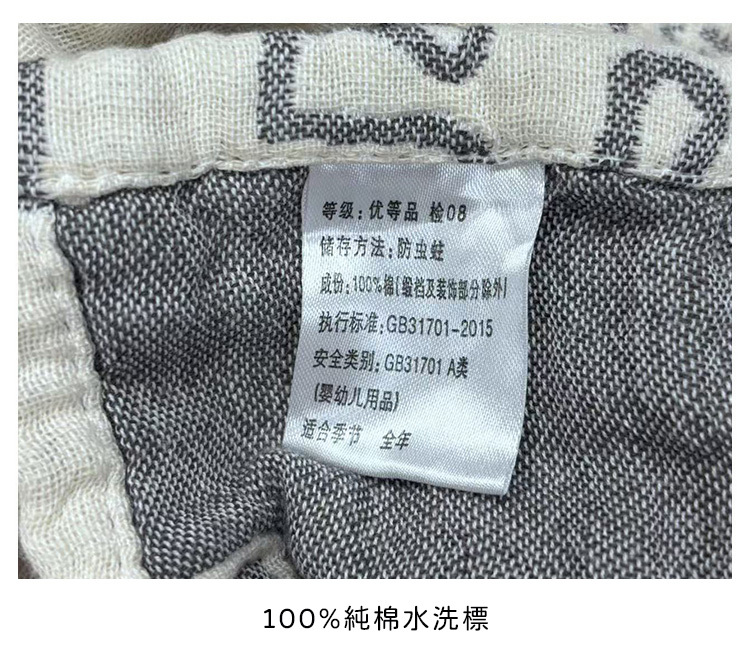 等级:优等品 检08
储存方法:防虫蛀
成份:100%棉(缎档及装饰部分除外)
执行标准:GB31701-2015
安全类别:GB31701 A类
(婴幼儿用品)
适合季节 全年
100%純棉水洗標